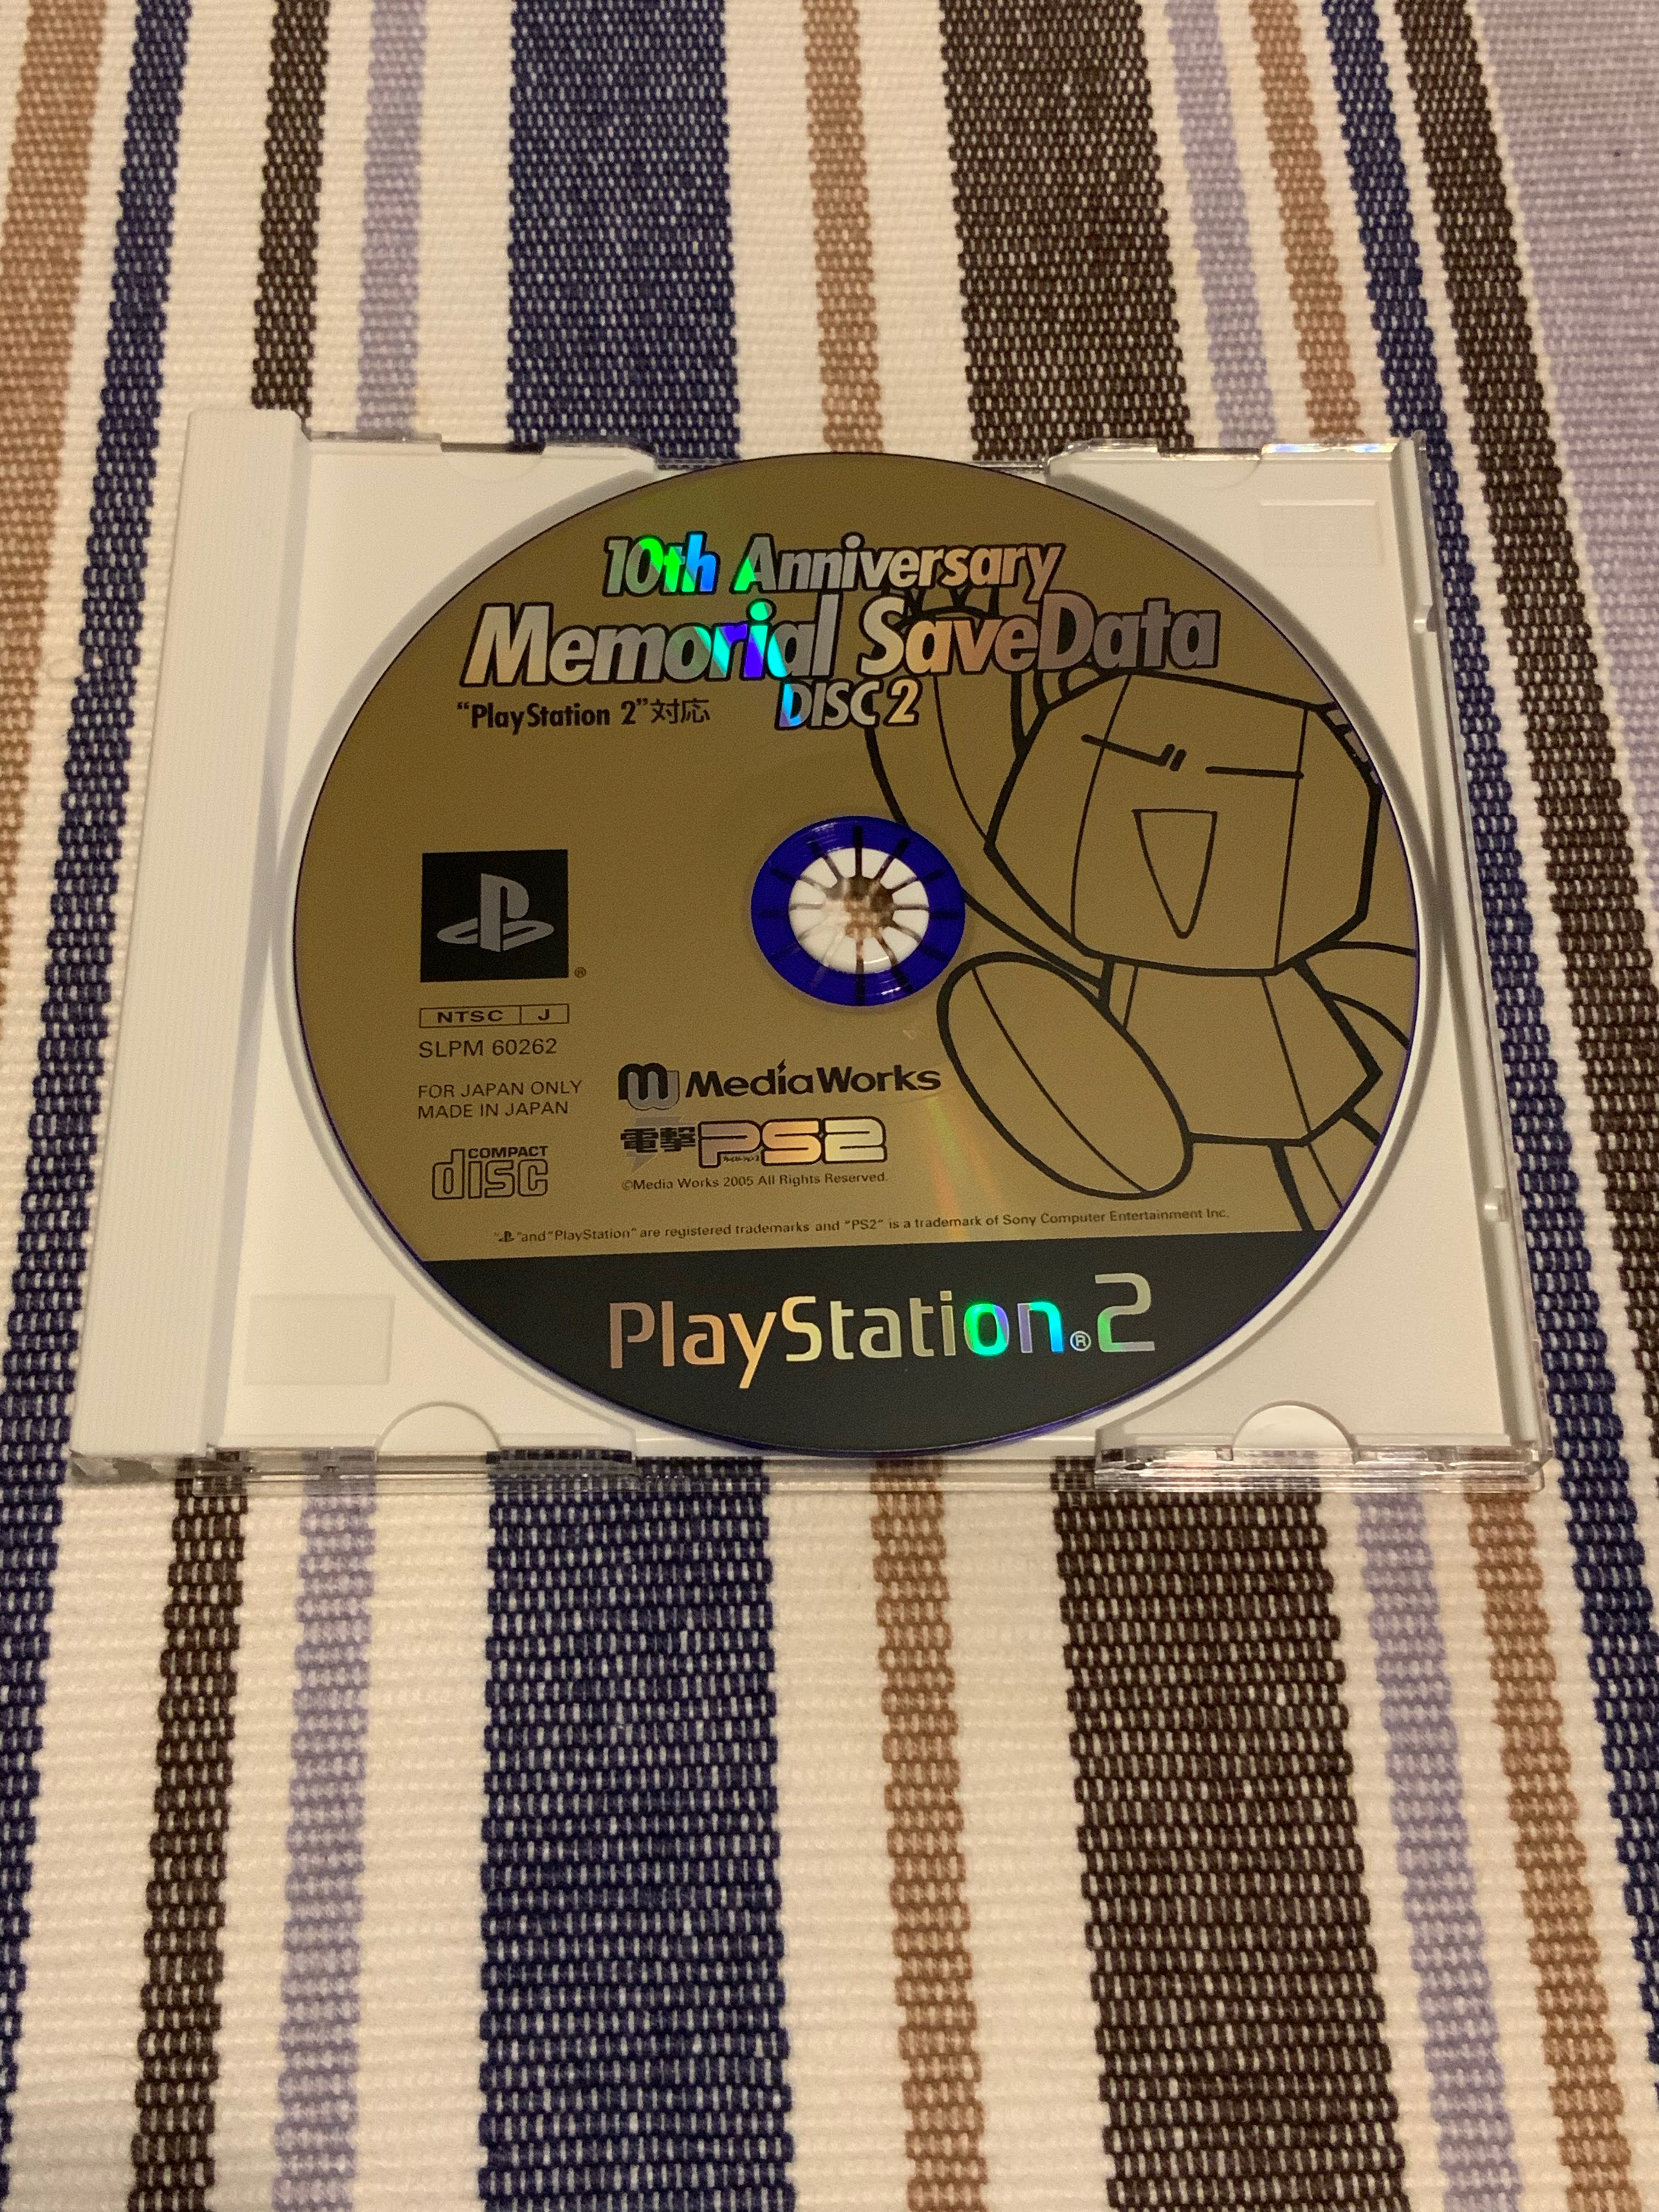 10th Anniversary
Memorial SaveData
DISC 2
“PlayStation 2”対応
®
NTSC J
SLPM 60262
FOR JAPAN ONLY
MADE IN JAPAN
COMPACT
disc
MediaWorks
電撃PS2
©Media Works 2005 All Rights Reserved.
“ ”and “PlayStation” are registered trademarks and “PS2” is a trademark of Sony Computer Entertainment Inc.
PlayStation®2